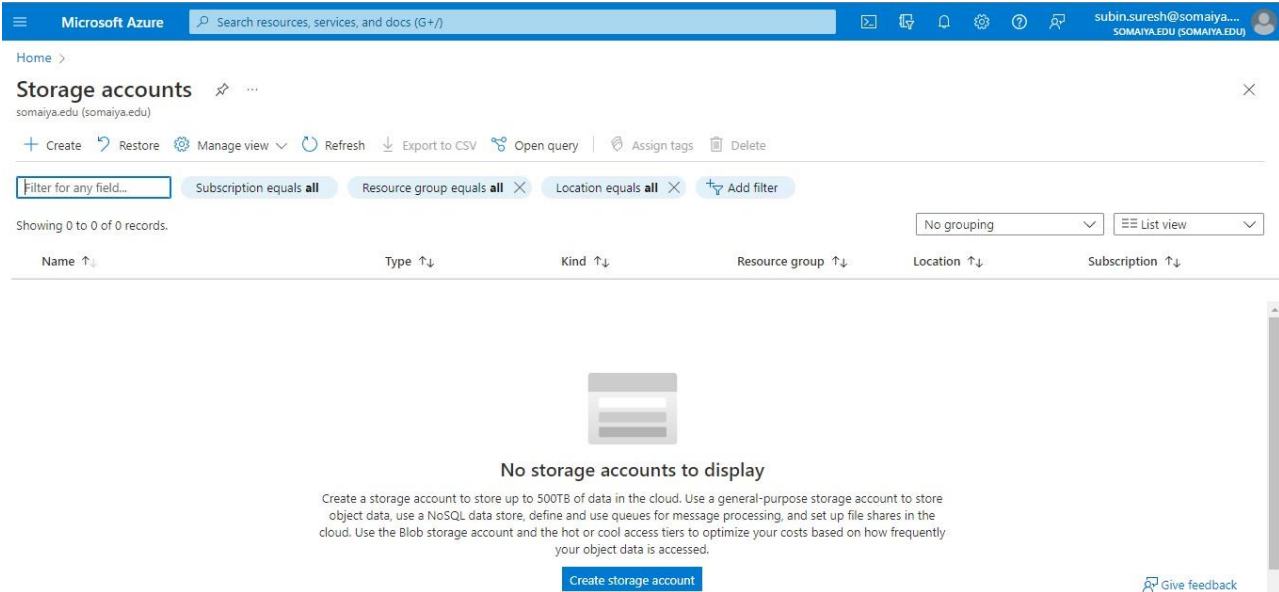 Microsoft Azure
Search resources, services, and docs (G+/)
subin.suresh@somaiya....
SOMAIYA.EDU (SOMAIYA.EDU)
Home >
Storage accounts ...
somaiya.edu (somaiya.edu)
+ Create Restore Manage view Refresh Export to CSV Open query Assign tags Delete
Filter for any field... Subscription equals all Resource group equals all Location equals all Add filter
Showing 0 to 0 of 0 records. No grouping List view
Name Type Kind Resource group Location Subscription
No storage accounts to display
Create a storage account to store up to 500TB of data in the cloud. Use a general-purpose storage account to store
object data, use a NoSQL data store, define and use queues for message processing, and set up file shares in the
cloud. Use the Blob storage account and the hot or cool access tiers to optimize your costs based on how frequently
your object data is accessed.
Create storage account
Give feedback